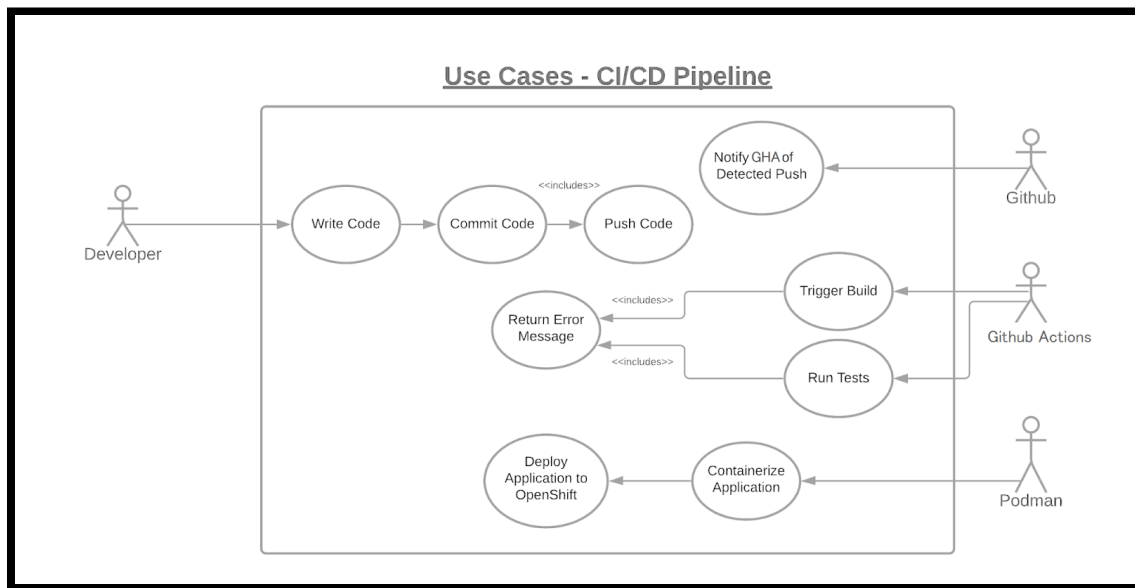 Use Cases - CI/CD Pipeline
Notify GHA of
Detected Push
Github
<<includes>>
Developer
Write Code
Commit Code
Push Code
Trigger Build
Github Actions
<<includes>>
Return Error
Message
<<includes>>
Run Tests
Deploy
Application to
OpenShift
Containerize
Application
Podman